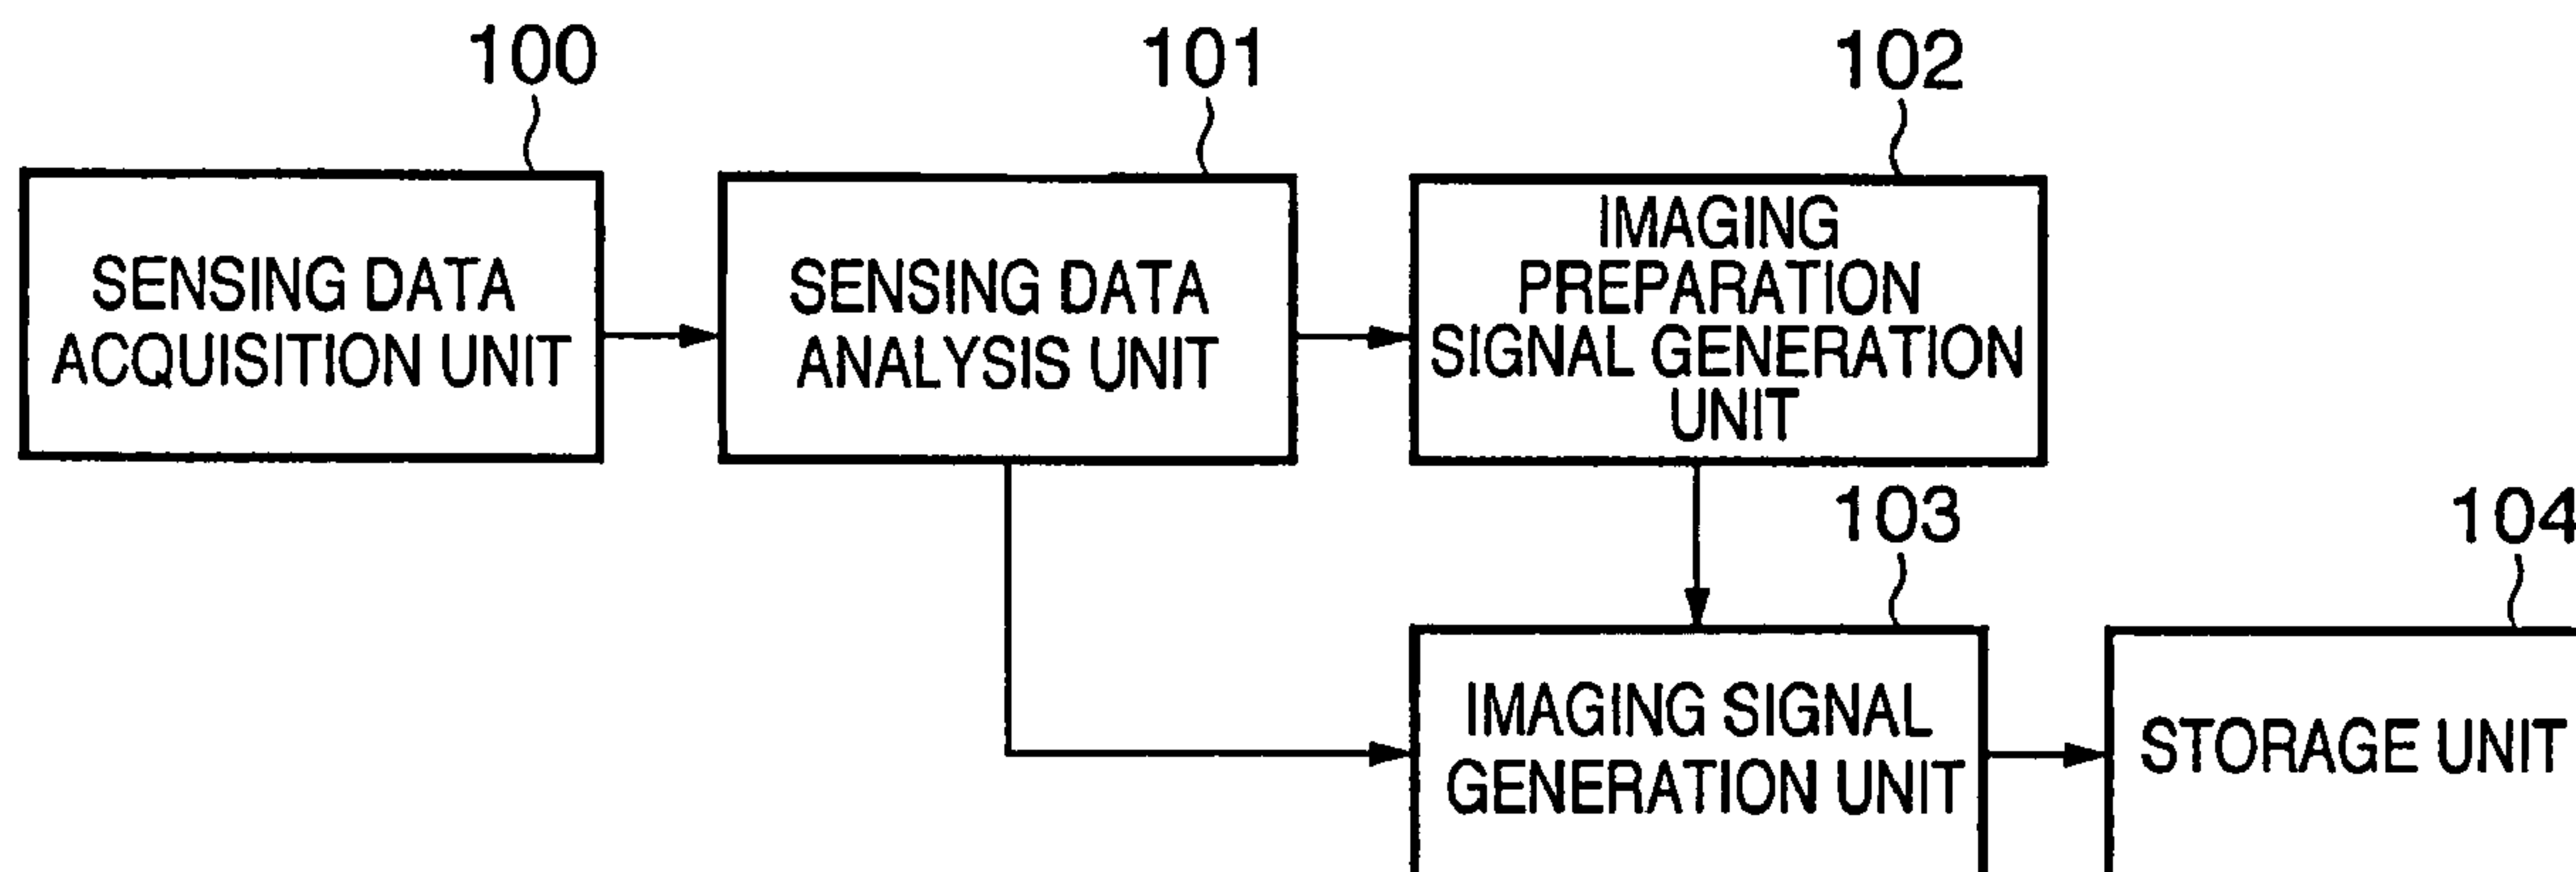 100
101
102
SENSING DATA
ACQUISITION UNIT
SENSING DATA
ANALYSIS UNIT
IMAGING
PREPARATION
SIGNAL GENERATION
UNIT
103
104
IMAGING SIGNAL
GENERATION UNIT
STORAGE UNIT